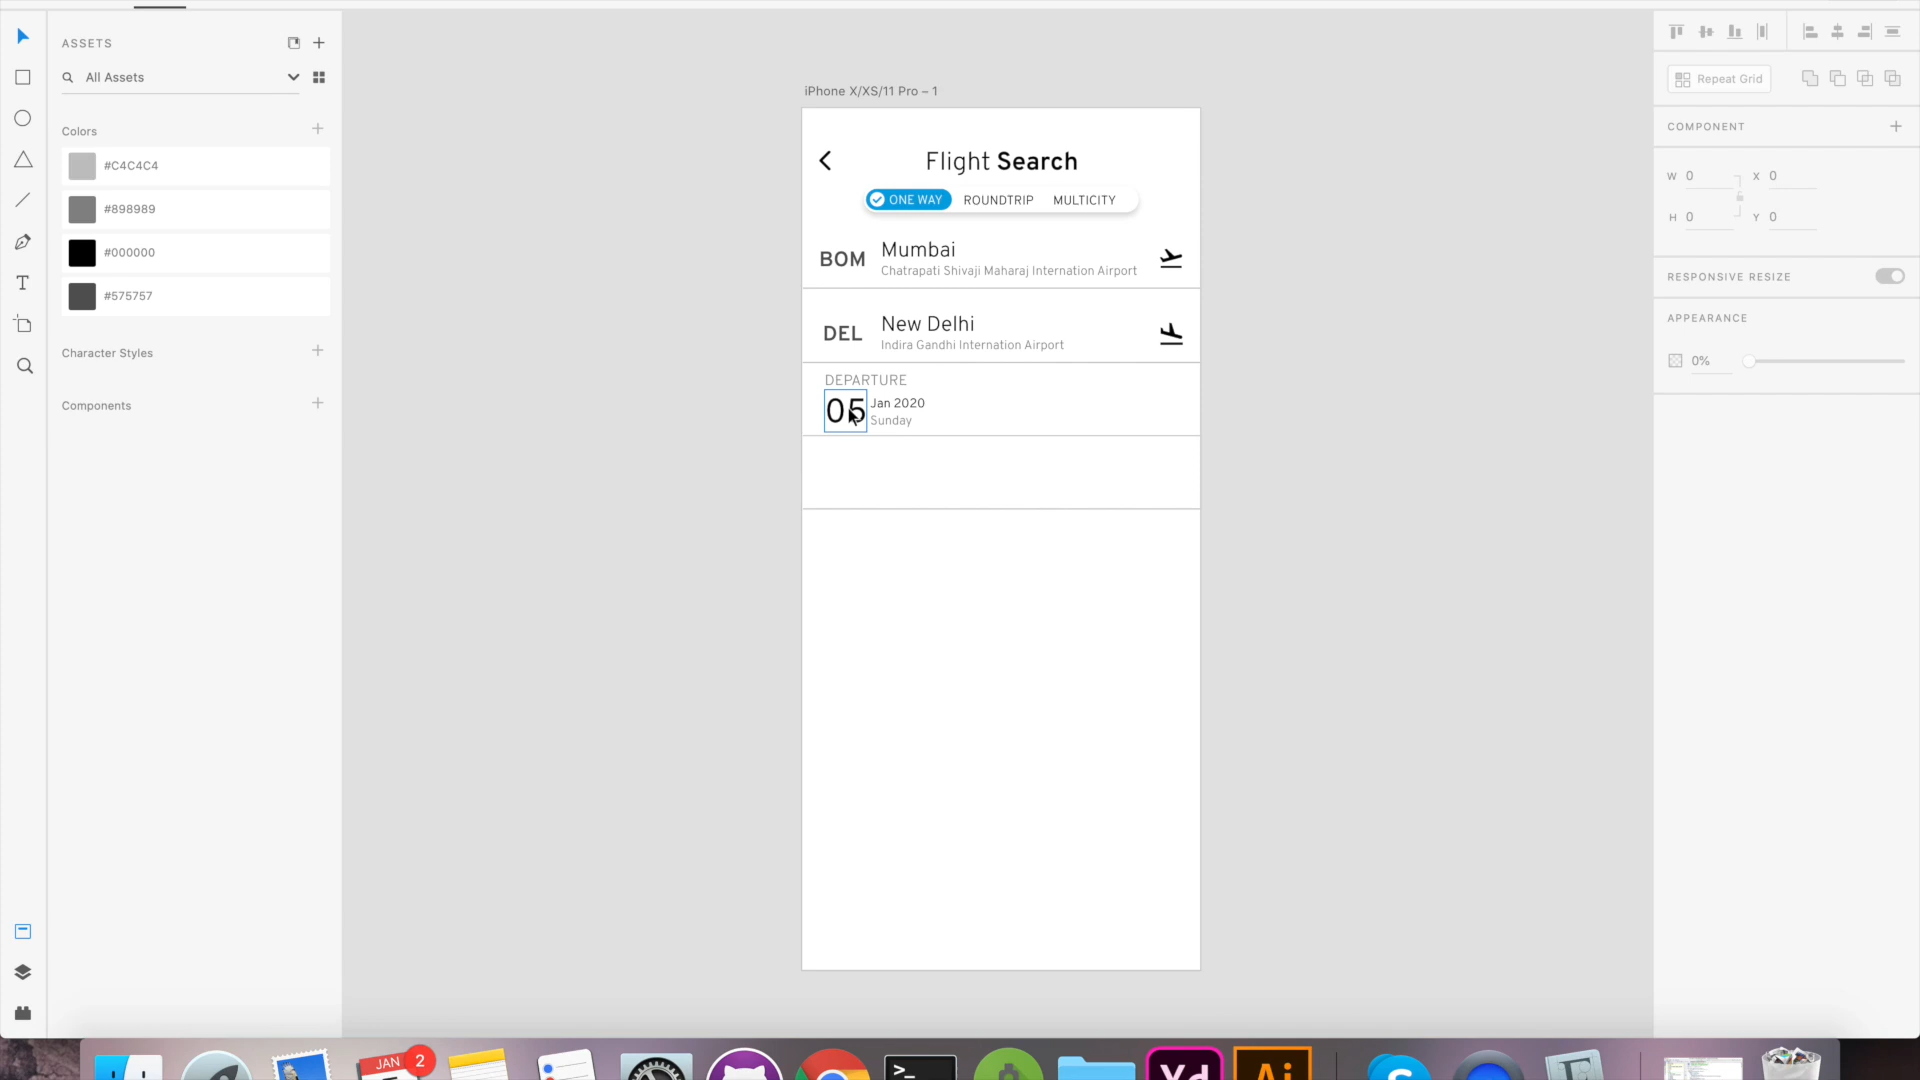 ASSETS
All Assets
Colors
#C4C4C4
#898989
#000000
#575757
Character Styles
Components
iPhone X/XS/11 Pro – 1
Flight Search
ONE WAY ROUNDTRIP MULTICITY
BOM
Mumbai
Chatrapati Shivaji Maharaj Internation Airport
DEL
New Delhi
Indira Gandhi Internation Airport
DEPARTURE
05
Jan 2020
Sunday
Repeat Grid
COMPONENT
W 0 X 0
H 0 Y 0
RESPONSIVE RESIZE
APPEARANCE
0%
JAN 2
>_
Xd
Ai
S